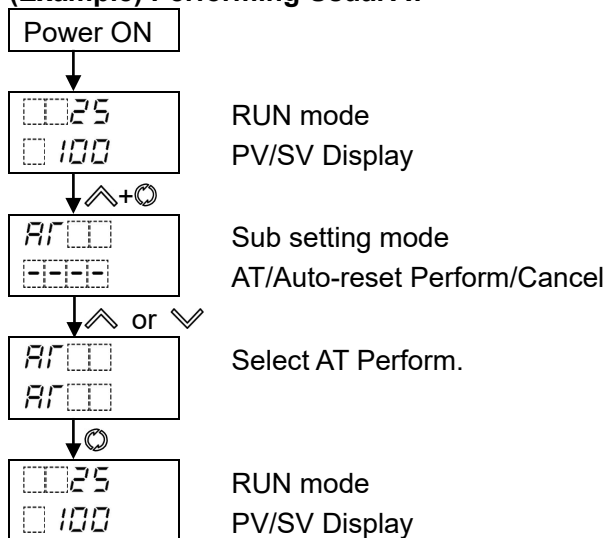 (Example) Performing Usual AT
Power ON
25 RUN mode
100 PV/SV Display
+
AT Sub setting mode
---- AT/Auto-reset Perform/Cancel
or
AT Select AT Perform.
AT
25 RUN mode
100 PV/SV Display